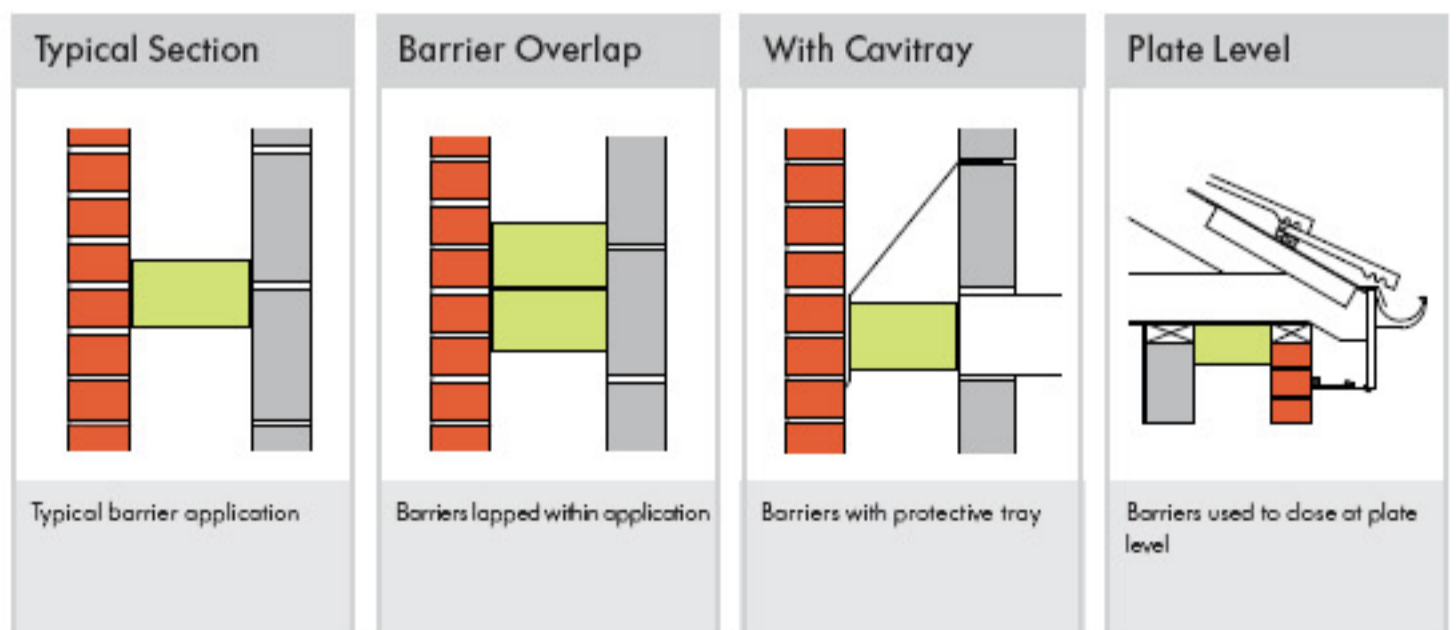 Typical Section
Typical barrier application
Barrier Overlap
Barriers lapped within application
With Cavitray
Barriers with protective tray
Plate Level
Barriers used to close at plate
level